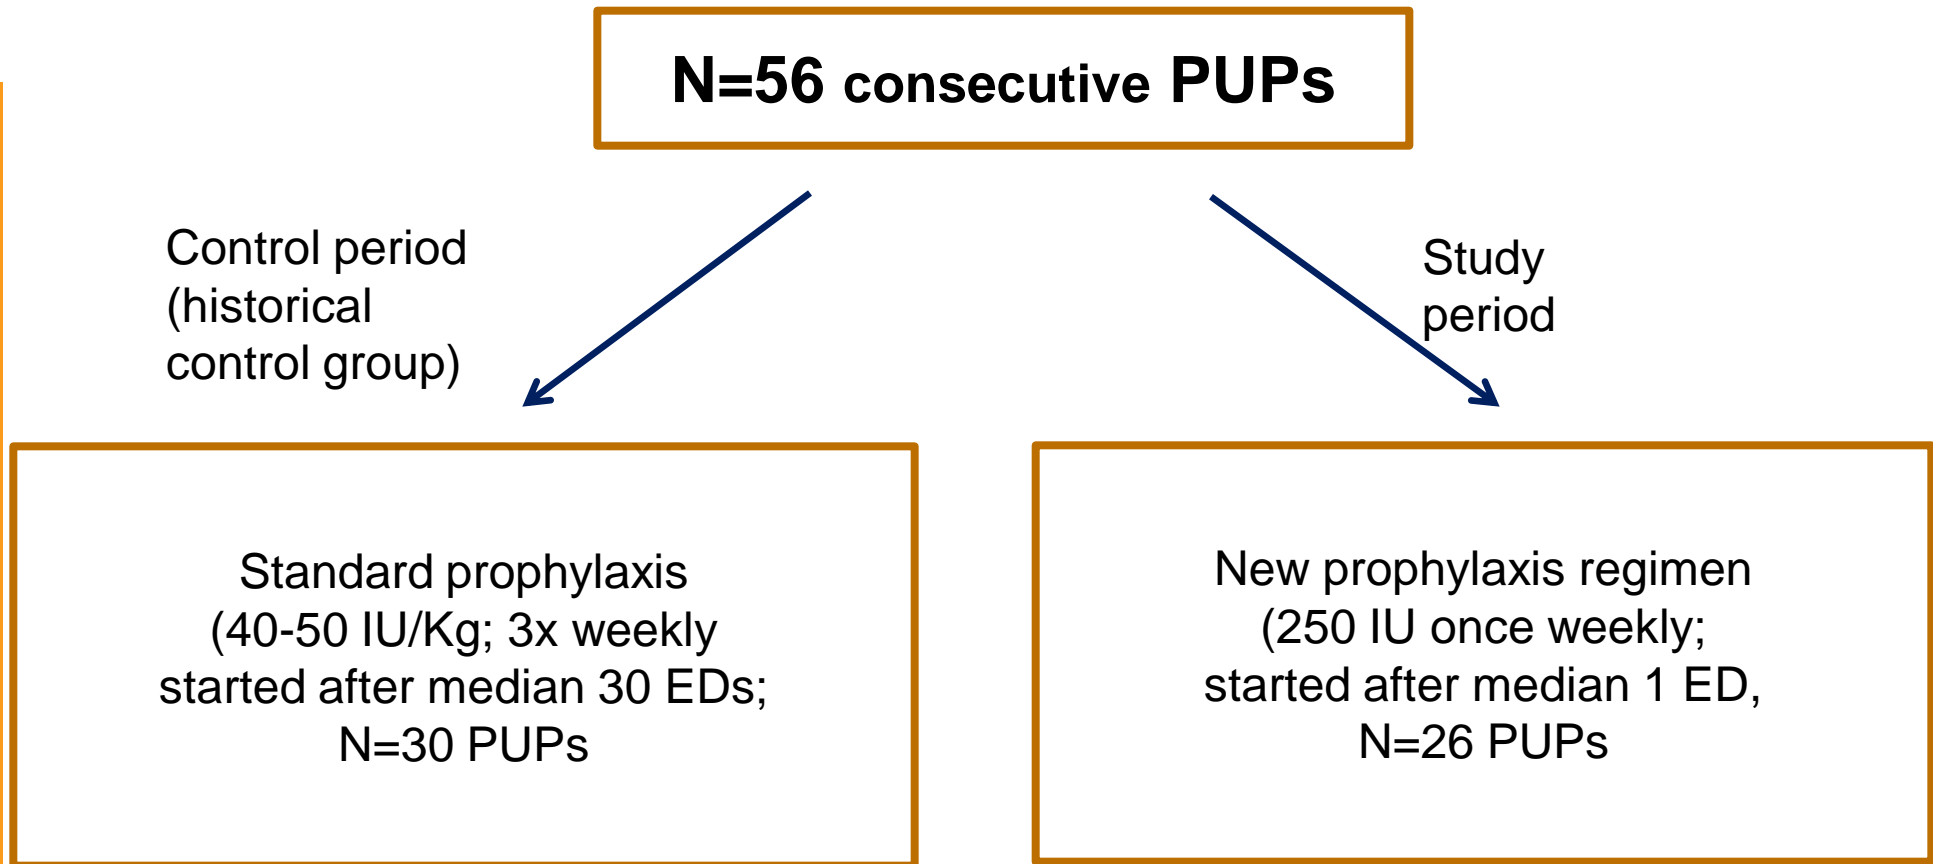 N=56 consecutive PUPs
Control period
(historical
control group)
Study
period
Standard prophylaxis
(40-50 IU/Kg; 3x weekly
started after median 30 EDs;
N=30 PUPs
New prophylaxis regimen
(250 IU once weekly;
started after median 1 ED,
N=26 PUPs